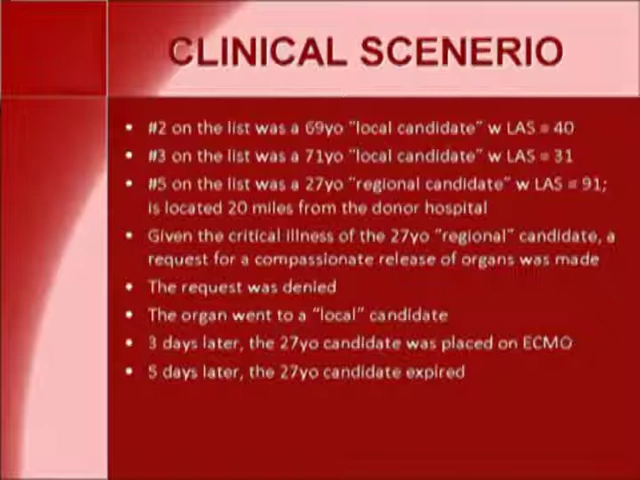 CLINICAL SCENERIO
• #2 on the list was a 69yo "local candidate" w LAS = 40
• #3 on the list was a 71yo "local candidate" w LAS = 31
• #5 on the list was a 27yo "regional candidate" w LAS = 91;
is located 20 miles from the donor hospital
• Given the critical illness of the 27yo "regional" candidate, a
request for a compassionate release of organs was made
• The request was denied
• The organ went to a "local" candidate
• 3 days later, the 27yo candidate was placed on ECMO
• 5 days later, the 27yo candidate expired